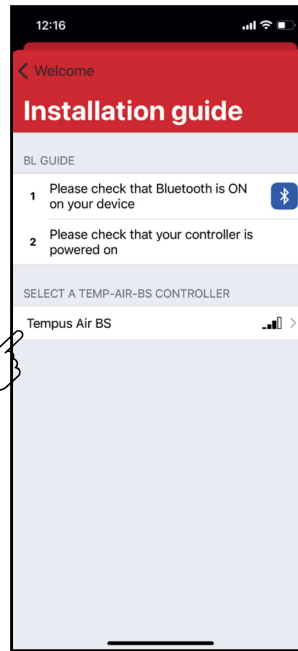 12:16
Welcome
Installation guide
BL GUIDE
1 Please check that Bluetooth is ON
on your device
2 Please check that your controller is
powered on
SELECT A TEMP-AIR-BS CONTROLLER
Tempus Air BS